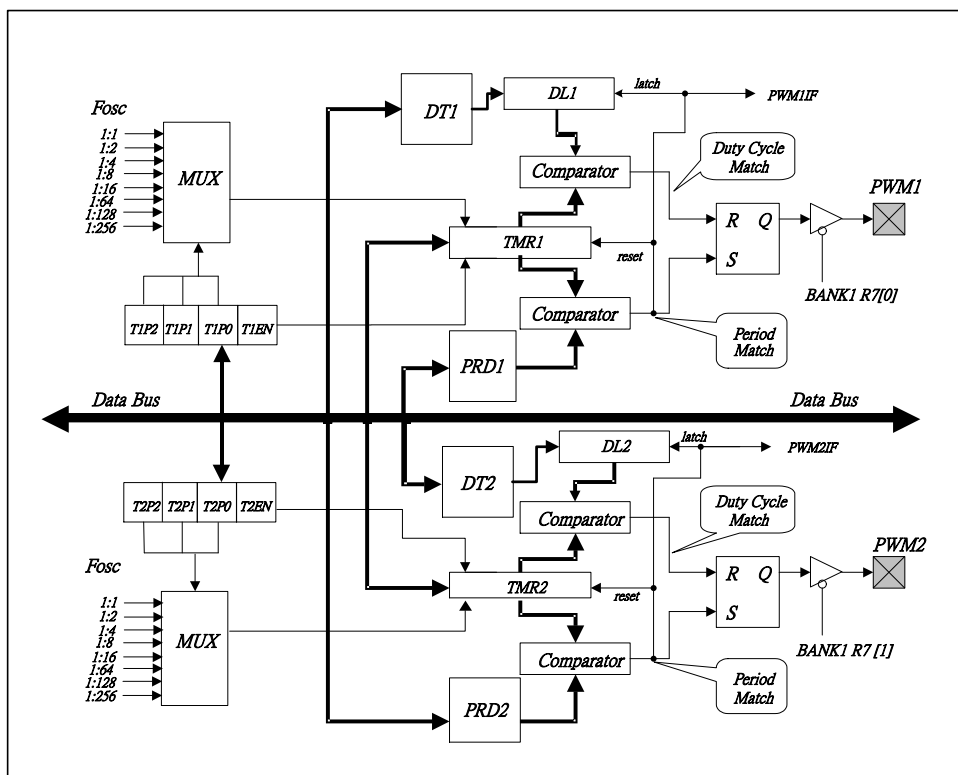 DT1
DL1
latch
PWM1IF
Fosc
1:1
1:2
1:4
1:8
1:16
1:64
1:128
1:256
MUX
Comparator
Duty Cycle
Match
PWM1
TMR1
reset
R Q
S
BANK1 R7[0]
T1P2 T1P1 T1P0 T1EN
Comparator
Period
Match
PRD1
Data Bus
Data Bus
DL2
latch
PWM2IF
DT2
T2P2 T2P1 T2P0 T2EN
Comparator
Duty Cycle
Match
PWM2
Fosc
1:1
1:2
1:4
1:8
1:16
1:64
1:128
1:256
MUX
TMR2
reset
R Q
S
BANK1 R7 [1]
Comparator
Period
Match
PRD2